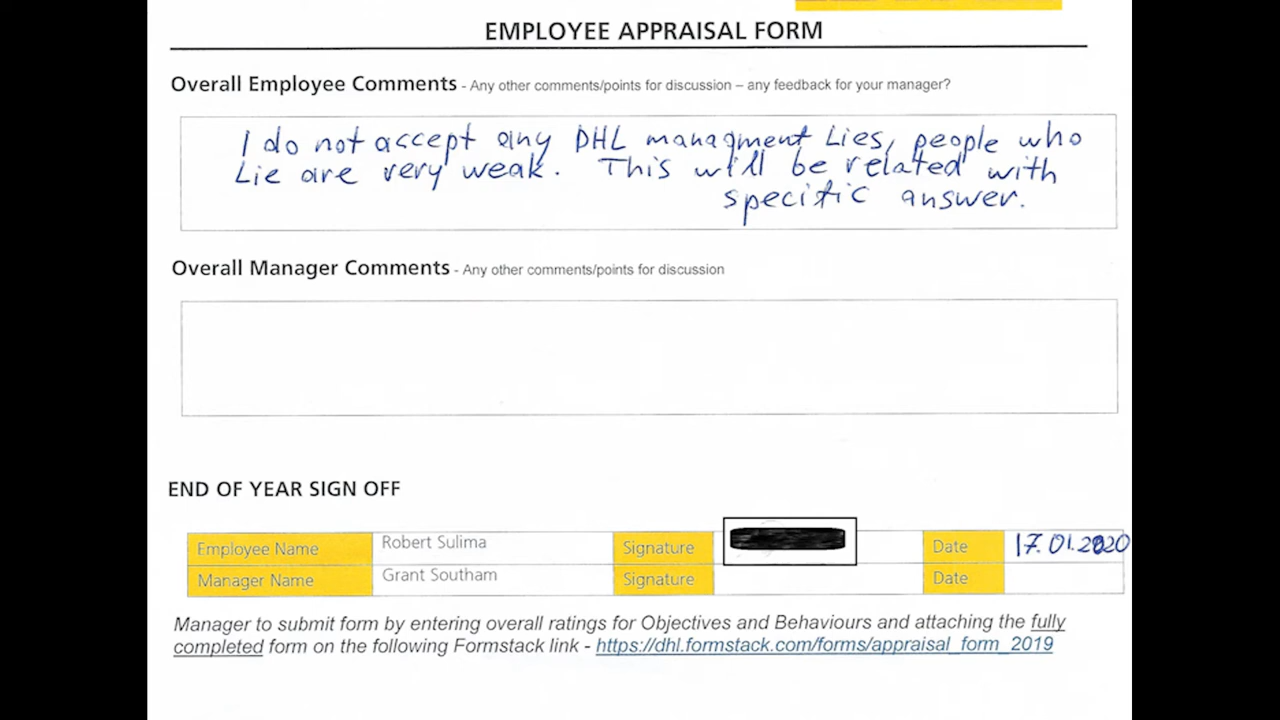 EMPLOYEE APPRAISAL FORM
Overall Employee Comments - Any other comments/points for discussion – any feedback for your manager?
I do not accept any DHL managment Lies, people who
Lie are very weak. This will be related with
specific answer.
Overall Manager Comments - Any other comments/points for discussion
END OF YEAR SIGN OFF
Employee Name Robert Sulima Signature Date 17.01.2020
Manager Name Grant Southam Signature Date
Manager to submit form by entering overall ratings for Objectives and Behaviours and attaching the fully
completed form on the following Formstack link - https://dhl.formstack.com/forms/appraisal_form_2019